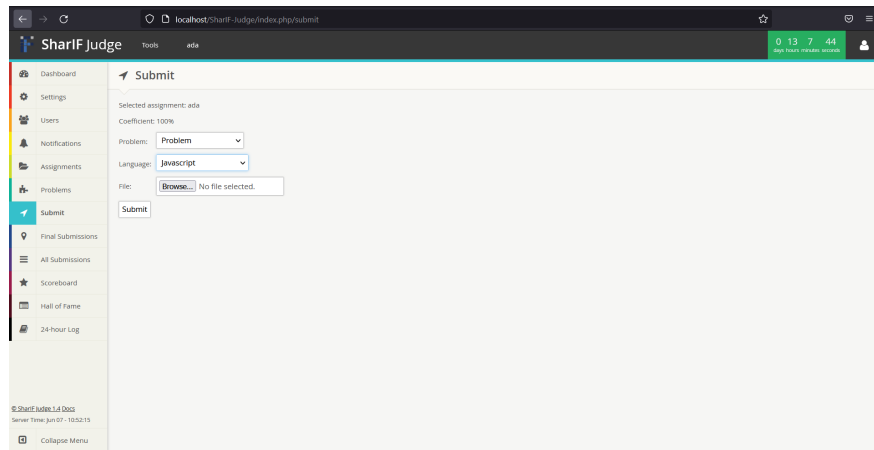 localhost/SharIF-Judge/index.php/submit
SharIF Judge Tools ada
0 13 7 44
days hours minutes seconds
Dashboard
Settings
Users
Notifications
Assignments
Problems
Submit
Final Submissions
All Submissions
Scoreboard
Hall of Fame
24-hour Log
© SharIF Judge 1.4 Docs
Server Time: Jun 07 - 10:52:15
Collapse Menu
Submit
Selected assignment: ada
Coefficient: 100%
Problem: Problem
Language: Javascript
File: Browse... No file selected.
Submit